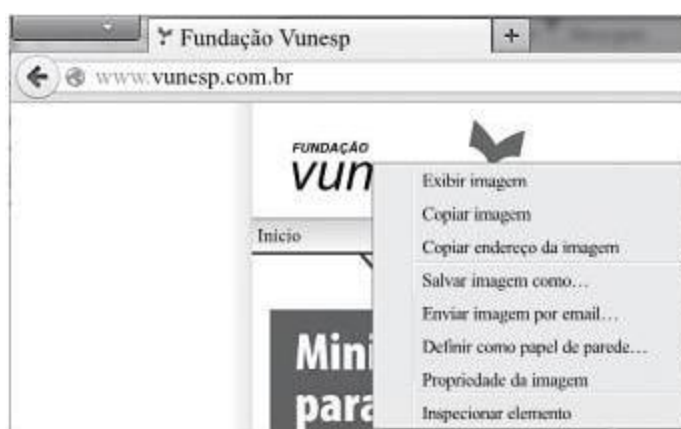 Fundação Vunesp +
www.vunesp.com.br
FUNDAÇÃO
vun
Início
Exibir imagem
Copiar imagem
Copiar endereço da imagem
Salvar imagem como...
Enviar imagem por email...
Definir como papel de parede...
Propriedade da imagem
Inspecionar elemento
Mini
para